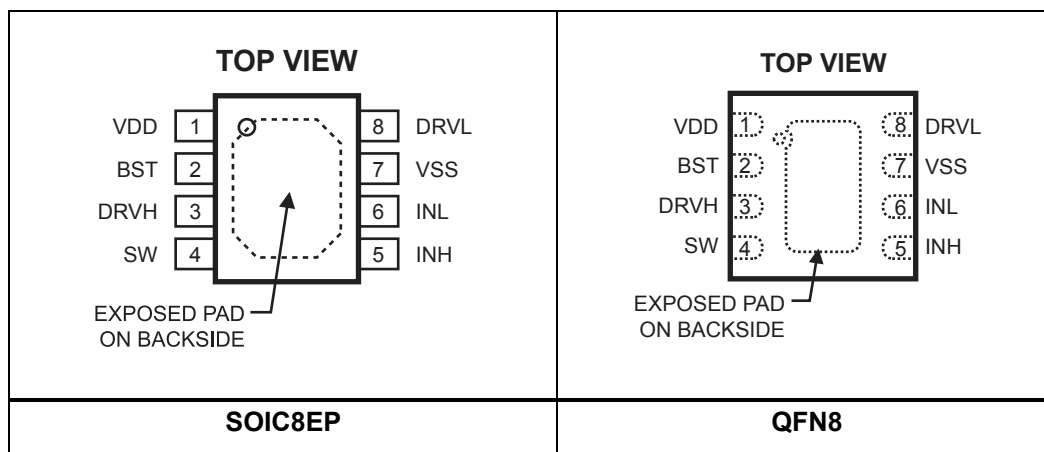 TOP VIEW
VDD 1 8 DRVL
BST 2 7 VSS
DRVH 3 6 INL
SW 4 5 INH
EXPOSED PAD
ON BACKSIDE
SOIC8EP
TOP VIEW
VDD 1 8 DRVL
BST 2 7 VSS
DRVH 3 6 INL
SW 4 5 INH
EXPOSED PAD
ON BACKSIDE
QFN8